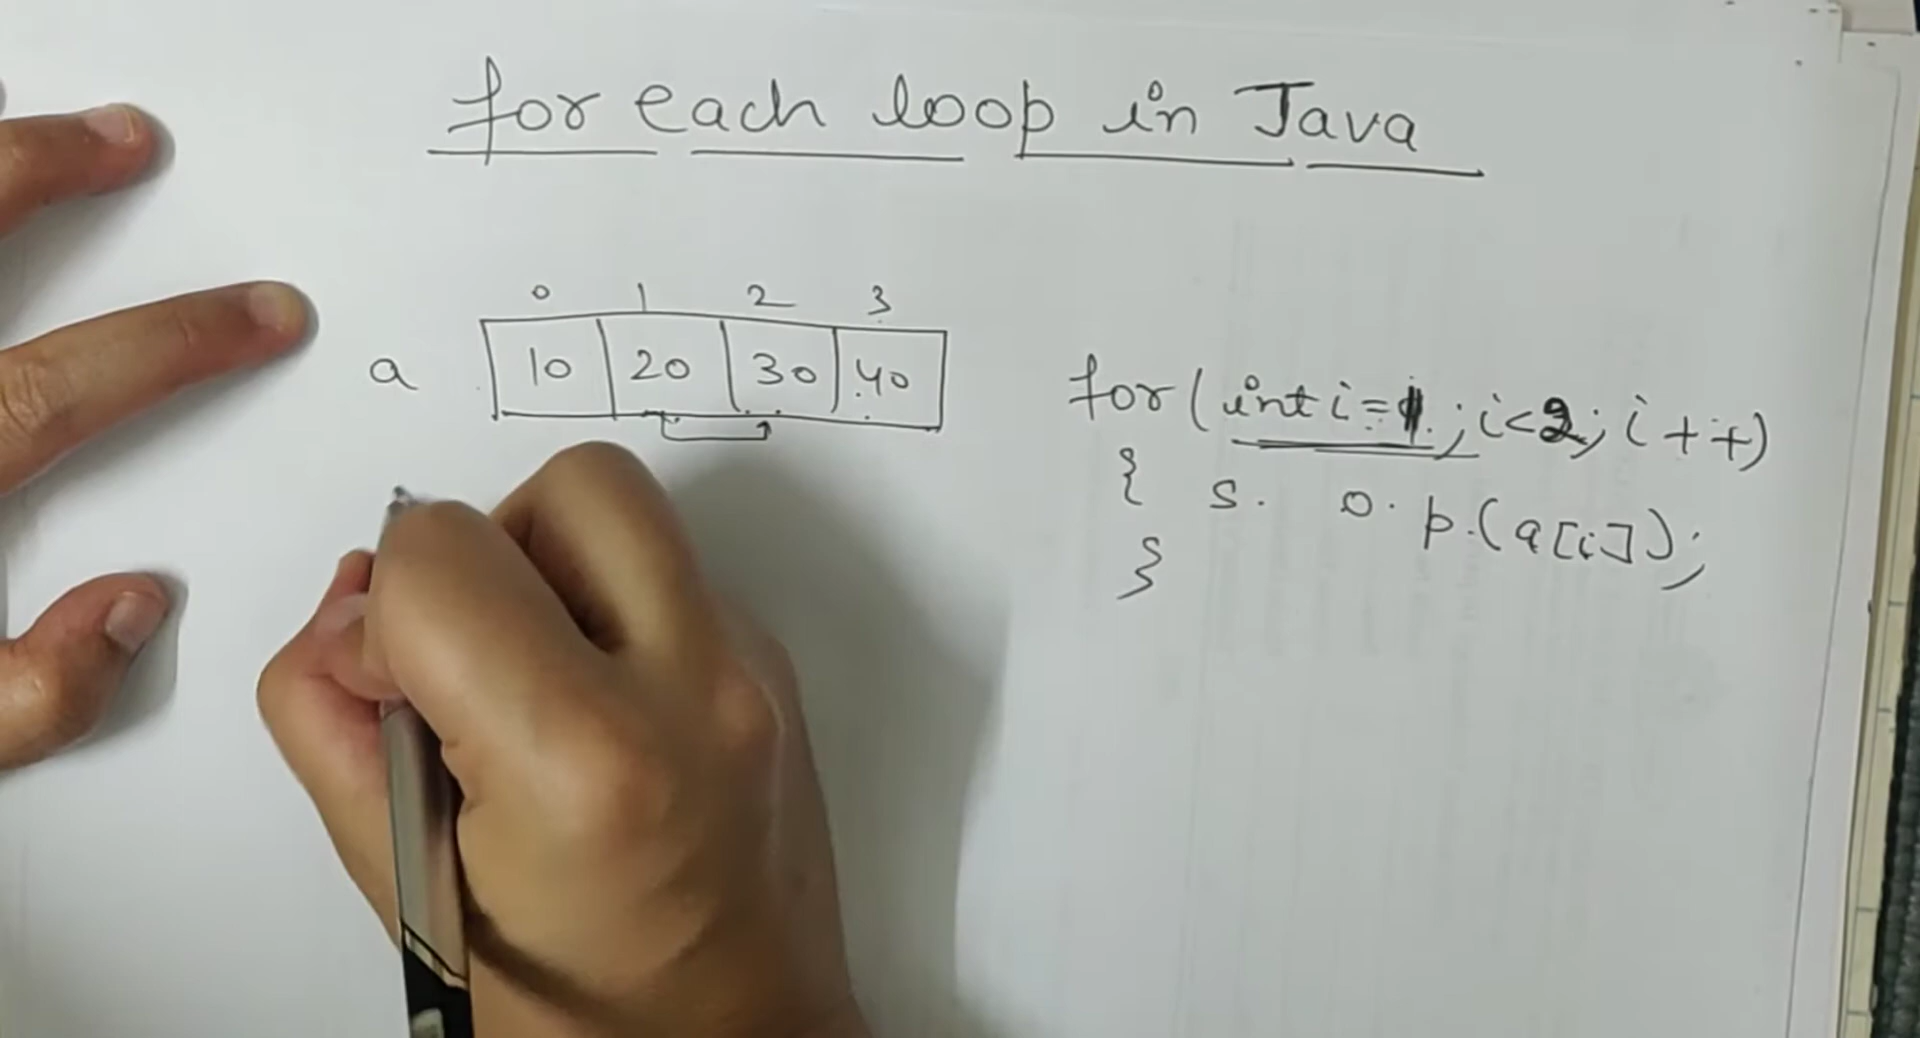 for each loop in Java
0 1 2 3
a 10 20 30 40
for(int i=1; i<2; i++)
{ s. o. p.(a[i]);
}